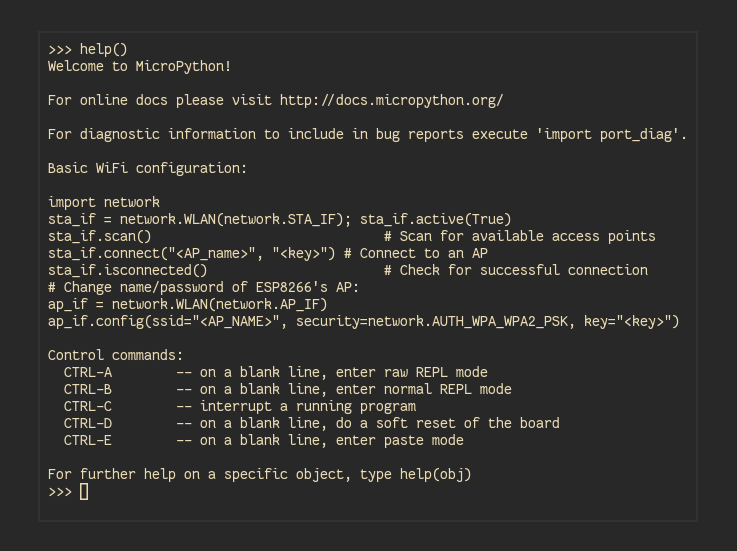 >>> help()
Welcome to MicroPython!

For online docs please visit http://docs.micropython.org/

For diagnostic information to include in bug reports execute 'import port_diag'.

Basic WiFi configuration:

import network
sta_if = network.WLAN(network.STA_IF); sta_if.active(True)
sta_if.scan()                             # Scan for available access points
sta_if.connect("<AP_name>", "<key>") # Connect to an AP
sta_if.isconnected()                      # Check for successful connection
# Change name/password of ESP8266's AP:
ap_if = network.WLAN(network.AP_IF)
ap_if.config(ssid="<AP_NAME>", security=network.AUTH_WPA_WPA2_PSK, key="<key>")

Control commands:
  CTRL-A        -- on a blank line, enter raw REPL mode
  CTRL-B        -- on a blank line, enter normal REPL mode
  CTRL-C        -- interrupt a running program
  CTRL-D        -- on a blank line, do a soft reset of the board
  CTRL-E        -- on a blank line, enter paste mode

For further help on a specific object, type help(obj)
>>>